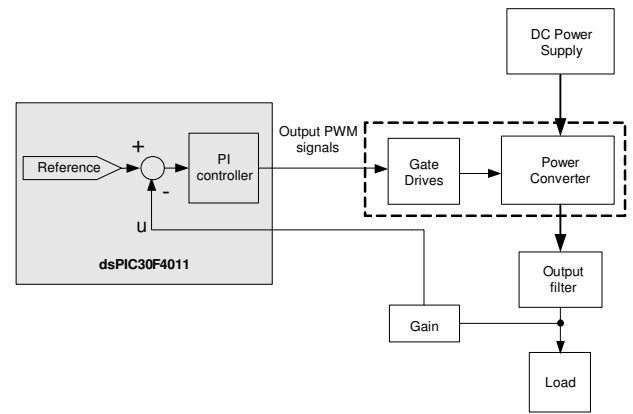 DC Power
Supply
Output PWM
signals
+
Reference
PI
controller
-
Gate
Drives
Power
Converter
u
dsPIC30F4011
Output
filter
Gain
Load